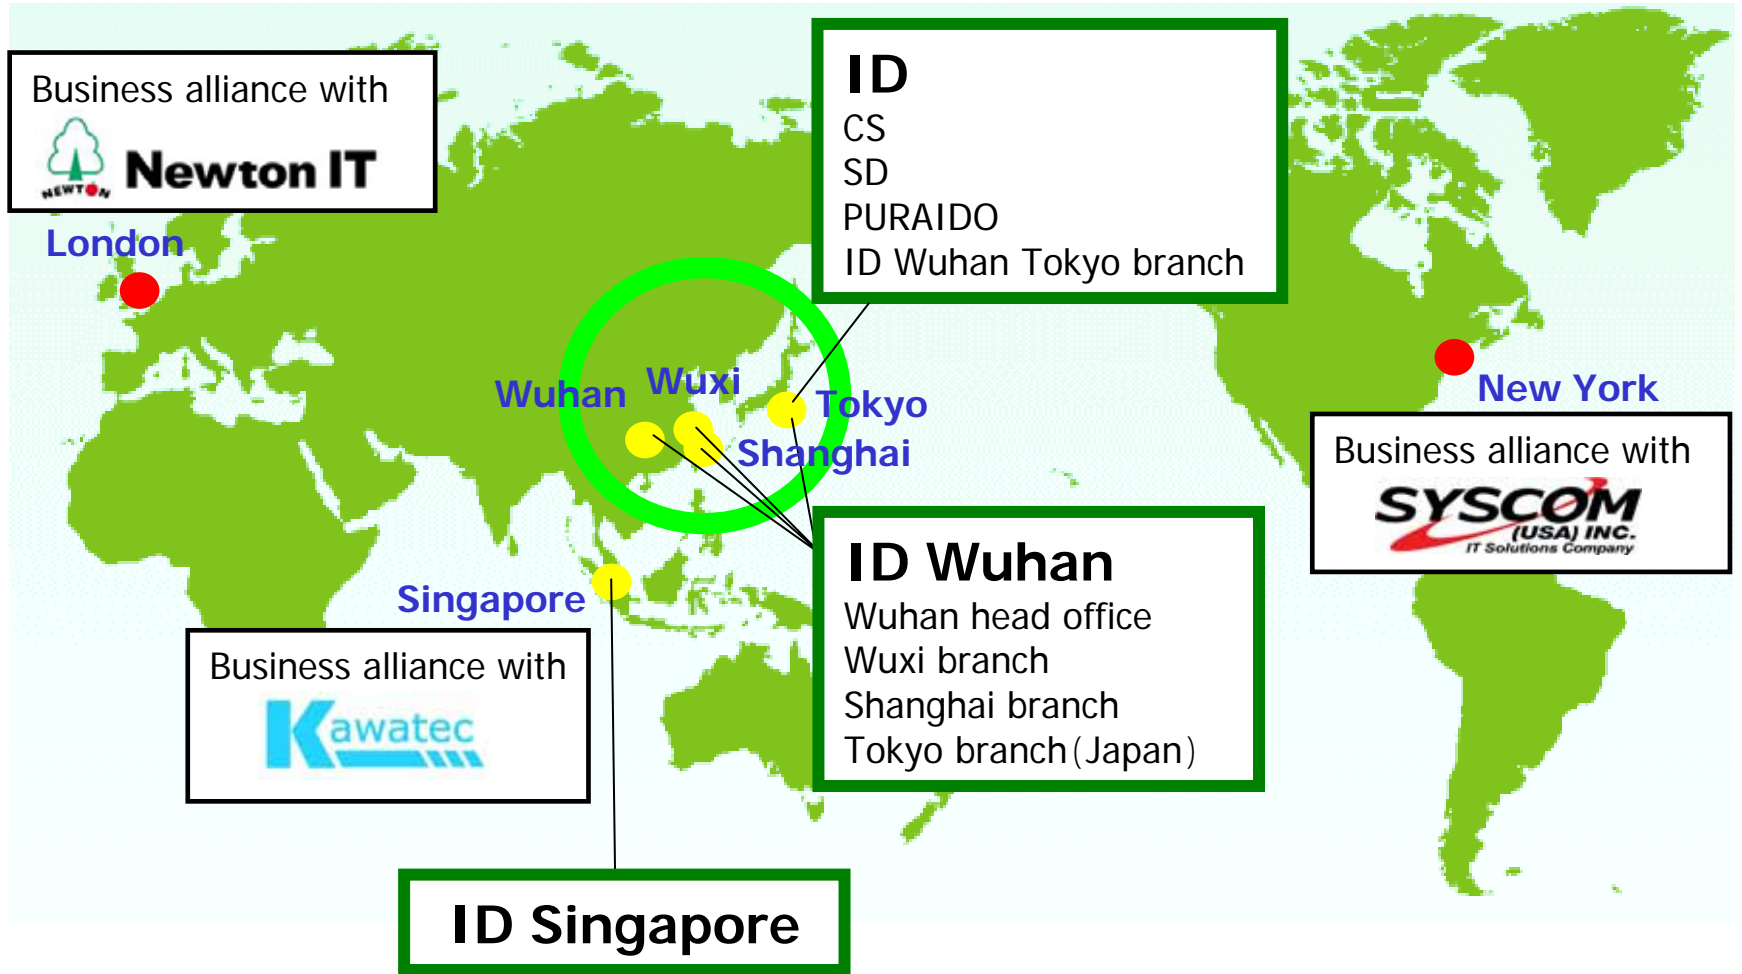 Business alliance with
NEWTON
Newton IT
London
ID
CS
SD
PURAIDO
ID Wuhan Tokyo branch
Wuhan
Wuxi
Tokyo
Shanghai
New York
Business alliance with
SYSCOM
(USA) INC.
IT Solutions Company
Singapore
Business alliance with
Kawatec
ID Wuhan
Wuhan head office
Wuxi branch
Shanghai branch
Tokyo branch(Japan)
ID Singapore